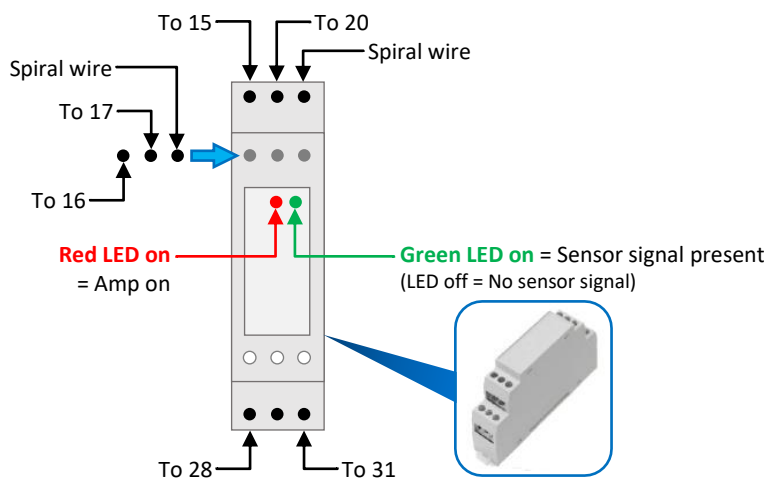 To 15
To 20
Spiral wire
Spiral wire
To 17
To 16
Red LED on
= Amp on
Green LED on = Sensor signal present
(LED off = No sensor signal)
To 28
To 31